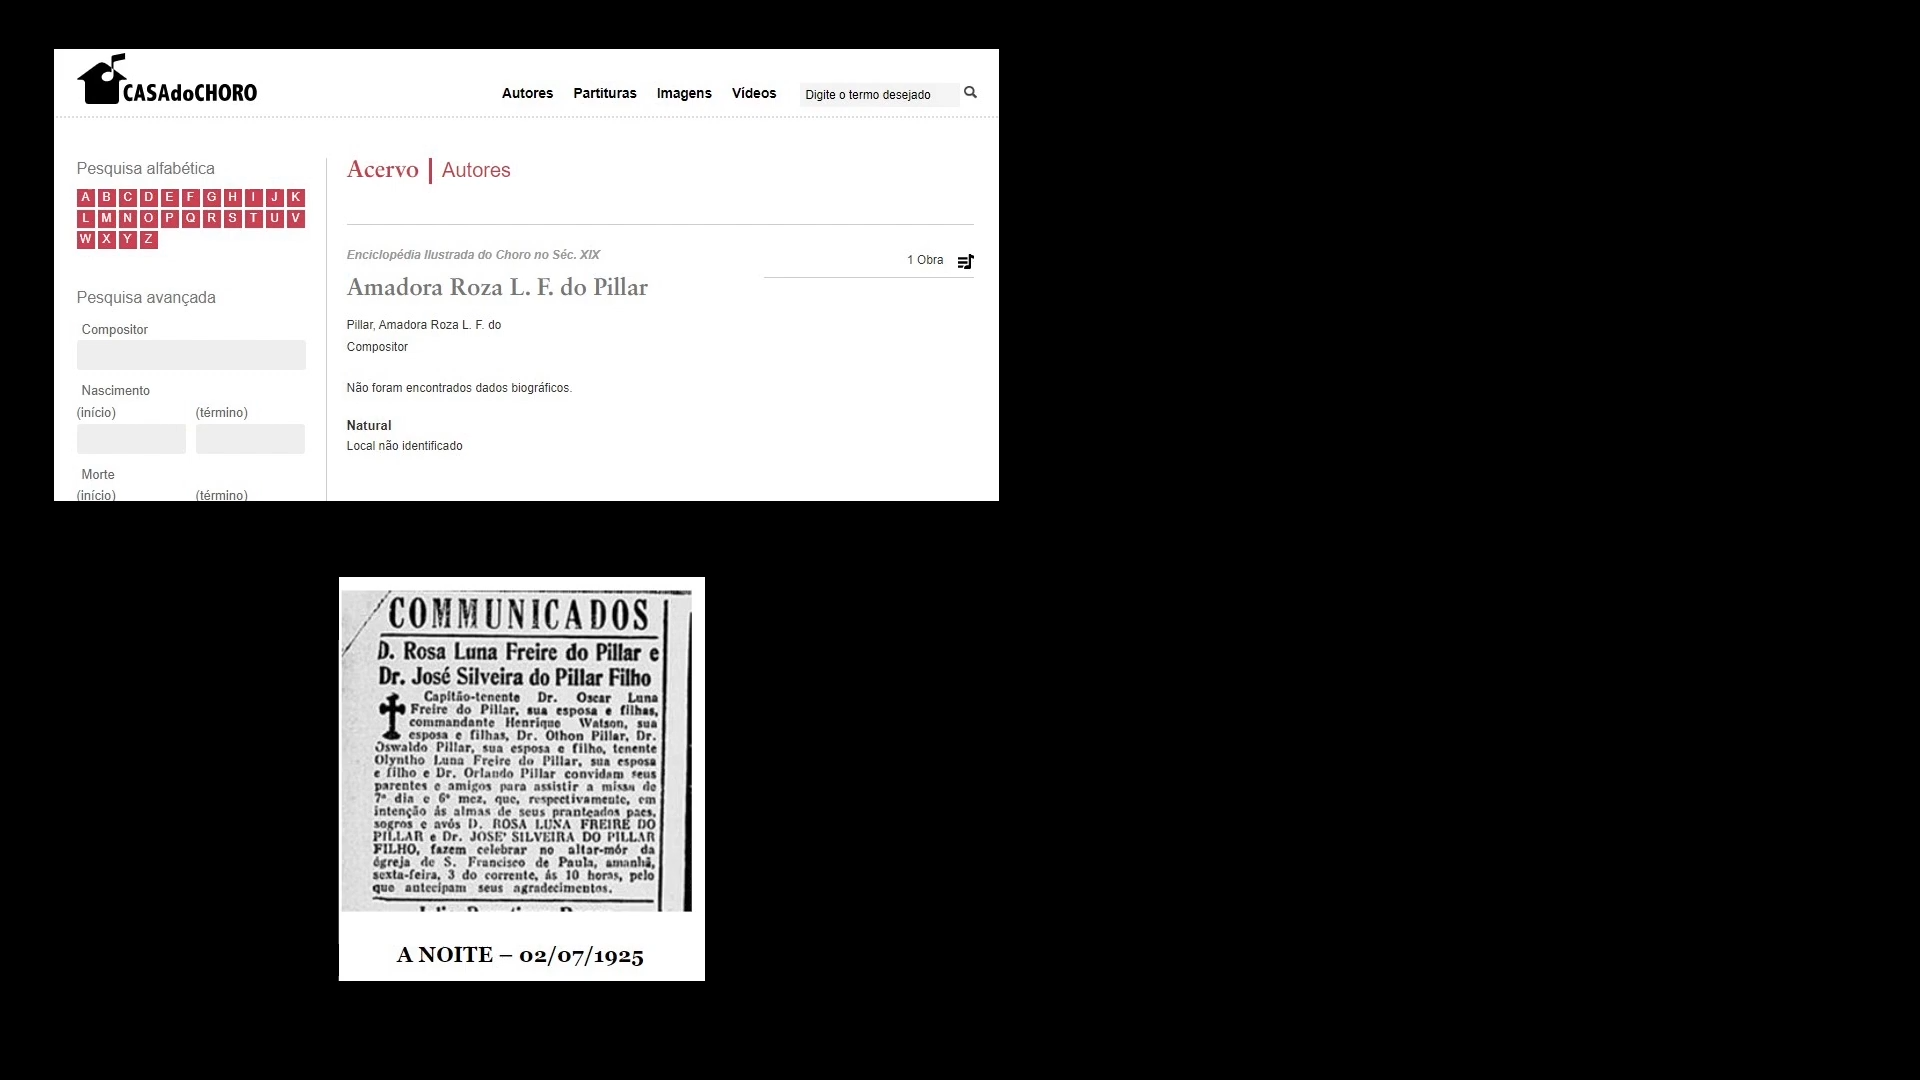 CASAdoCHORO
Autores Partituras Imagens Vídeos Digite o termo desejado
Pesquisa alfabética
A B C D E F G H I J K
L M N O P Q R S T U V
W X Y Z
Pesquisa avançada
Compositor
Nascimento
(início) (término)
Morte
(início) (término)
Acervo | Autores
Enciclopédia Ilustrada do Choro no Séc. XIX
1 Obra
Amadora Roza L. F. do Pillar
Pillar, Amadora Roza L. F. do
Compositor
Não foram encontrados dados biográficos.
Natural
Local não identificado
COMMUNICADOS
D. Rosa Luna Freire do Pillar e
Dr. José Silveira do Pillar Filho
Capitão-tenente Dr. Oscar Luna
Freire do Pillar, sua esposa e filhas,
commandante Henrique Watson, sua
esposa e filhas, Dr. Othon Pillar, Dr.
Oswaldo Pillar, sua esposa e filho, tenente
Olyntho Luna Freire do Pillar, sua esposa
e filho e Dr. Orlando Pillar convidam seus
parentes e amigos para assistir a missa de
7º dia e 6º mez, que, respectivamente, em
intenção ás almas de seus pranteados paes,
sogros e avós D. ROSA LUNA FREIRE DO
PILLAR e Dr. JOSE' SILVEIRA DO PILLAR
FILHO, fazem celebrar no altar-mór da
ógreja de S. Francisco de Paula, amanhã,
sexta-feira, 3 do corrente, ás 10 horas, pelo
que antecipam seus agradecimentos.
A NOITE – 02/07/1925